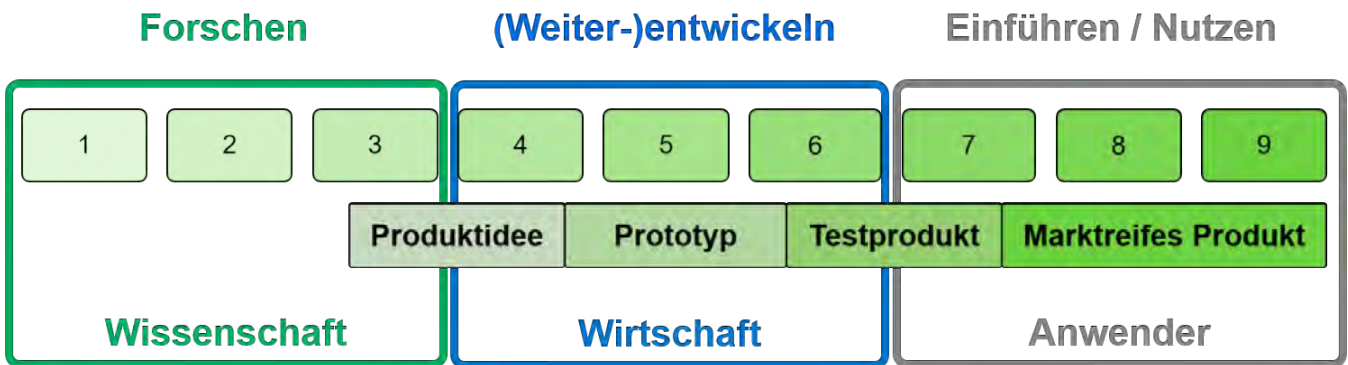 Forschen (Weiter-)entwickeln Einführen / Nutzen
1 2 3 4 5 6 7 8 9
Produktidee Prototyp Testprodukt Marktreifes Produkt
Wissenschaft Wirtschaft Anwender